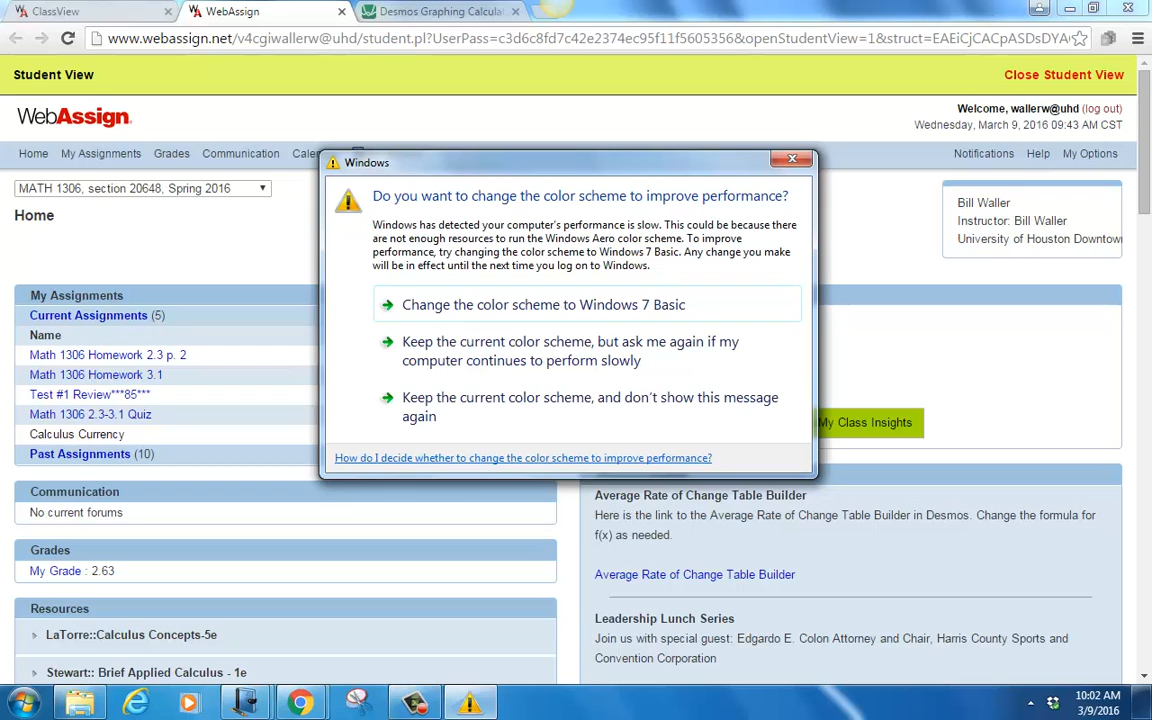 ClassView
WebAssign
Desmos Graphing Calcula
www.webassign.net/v4cgiwallerw@uhd/student.pl?UserPass=c3d6c8fd7c42e2374ec95f11f5605356&openStudentView=1&struct=EAEiCjCACpASDsDYA
Student View
Close Student View
WebAssign
Welcome, wallerw@uhd (log out)
Wednesday, March 9, 2016 09:43 AM CST
Home My Assignments Grades Communication Caler
Notifications Help My Options
MATH 1306, section 20648, Spring 2016
Home
Bill Waller
Instructor: Bill Waller
University of Houston Downtown
Windows
Do you want to change the color scheme to improve performance?
Windows has detected your computer's performance is slow. This could be because there
are not enough resources to run the Windows Aero color scheme. To improve
performance, try changing the color scheme to Windows 7 Basic. Any change you make
will be in effect until the next time you log on to Windows.
Change the color scheme to Windows 7 Basic
Keep the current color scheme, but ask me again if my
computer continues to perform slowly
Keep the current color scheme, and don't show this message
again
How do I decide whether to change the color scheme to improve performance?
My Assignments
Current Assignments (5)
Name
Math 1306 Homework 2.3 p. 2
Math 1306 Homework 3.1
Test #1 Review***85***
Math 1306 2.3-3.1 Quiz
Calculus Currency
Past Assignments (10)
My Class Insights
Communication
No current forums
Grades
My Grade : 2.63
Resources
LaTorre::Calculus Concepts-5e
Stewart:: Brief Applied Calculus - 1e
Average Rate of Change Table Builder
Here is the link to the Average Rate of Change Table Builder in Desmos. Change the formula for
f(x) as needed.
Average Rate of Change Table Builder
Leadership Lunch Series
Join us with special guest: Edgardo E. Colon Attorney and Chair, Harris County Sports and
Convention Corporation
10:02 AM
3/9/2016